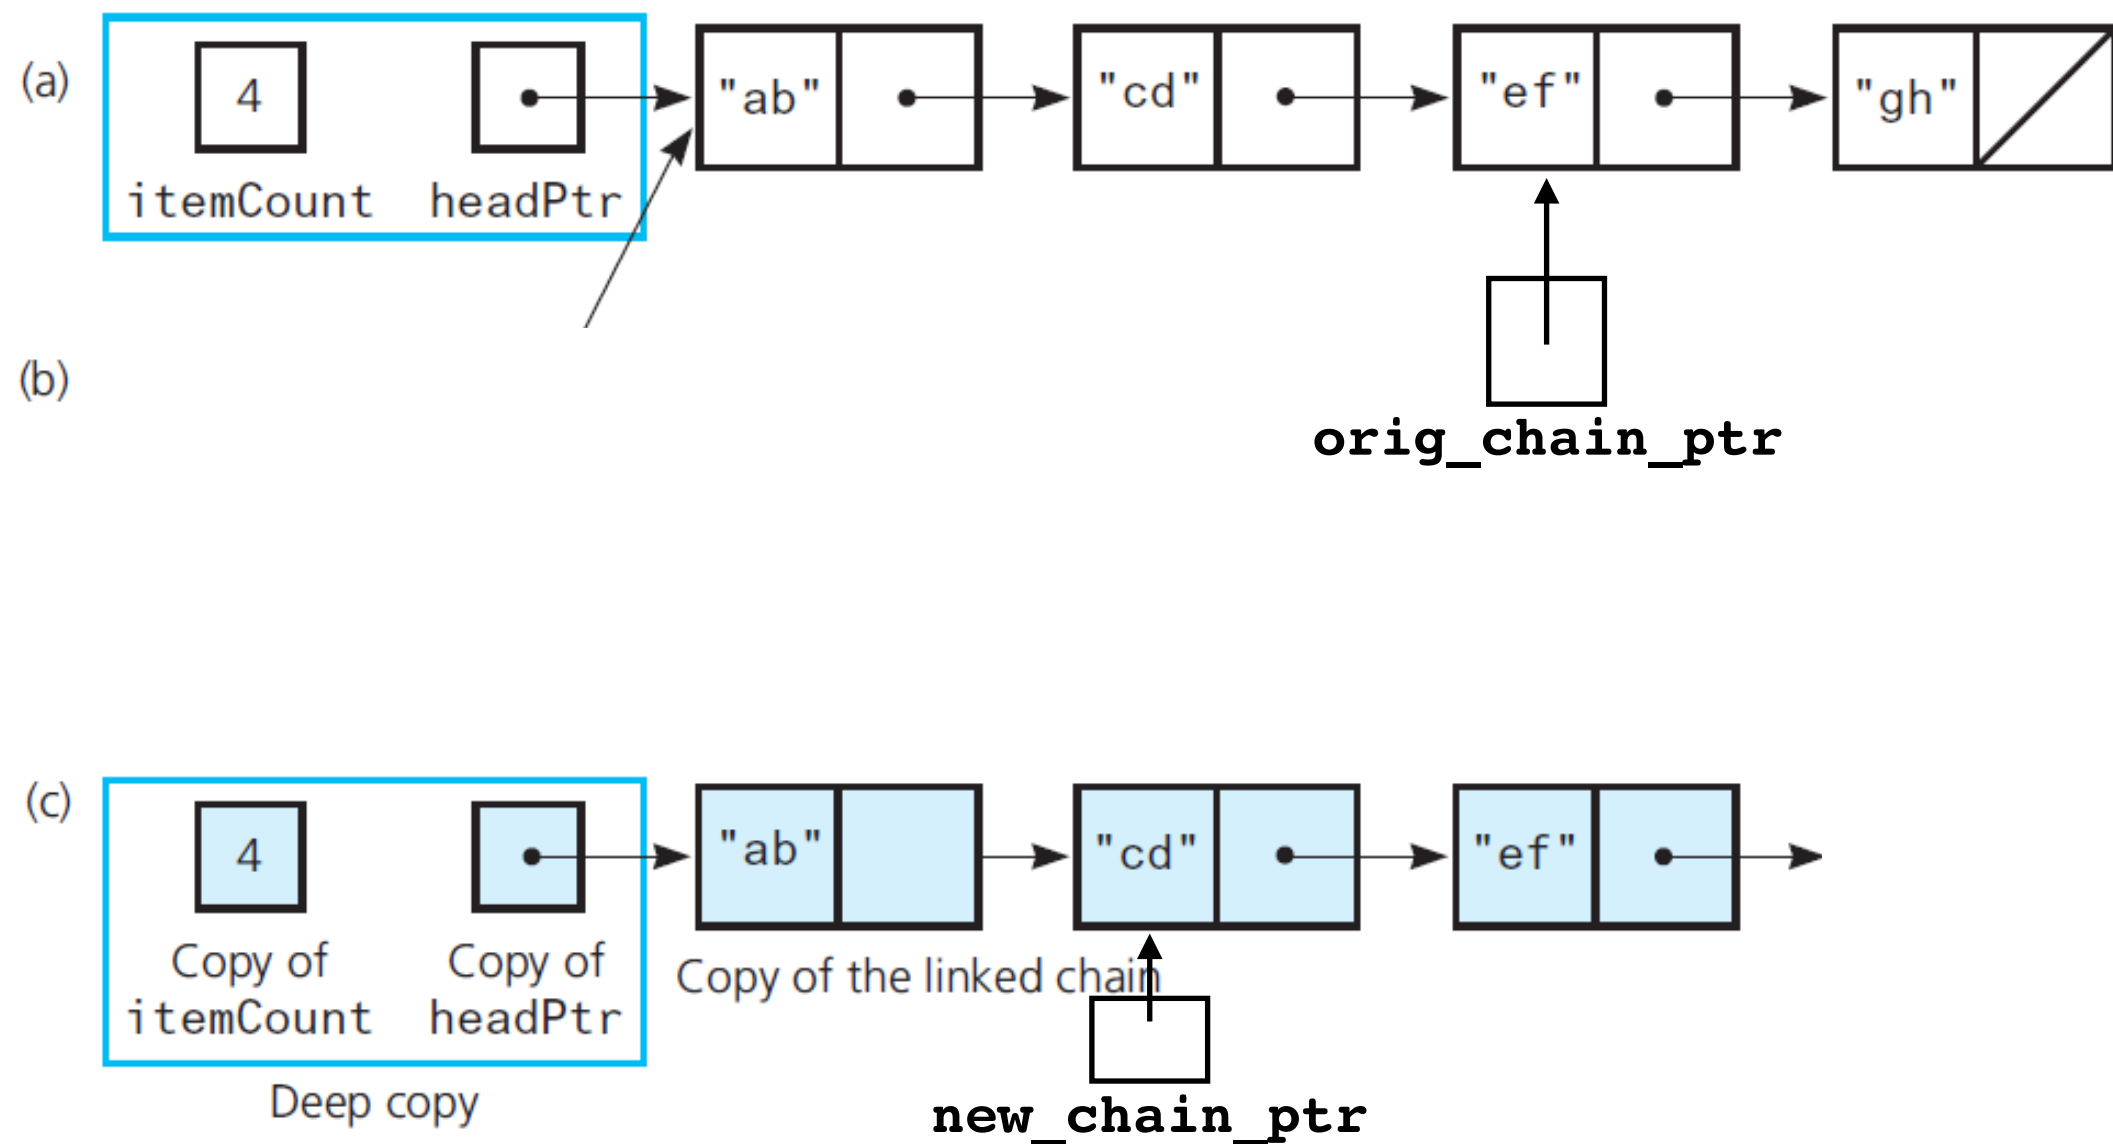 (a)
4
"ab"
"cd"
"ef"
"gh"
itemCount
headPtr
(b)
orig_chain_ptr
(c)
4
"ab"
"cd"
"ef"
Copy of
itemCount
Copy of
headPtr
Copy of the linked chain
Deep copy
new_chain_ptr